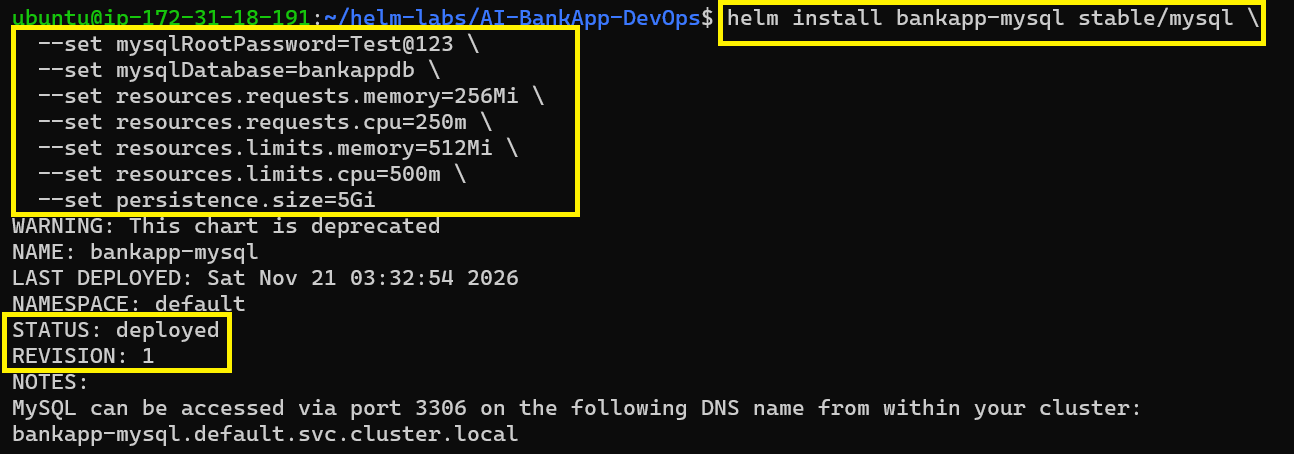 ubuntu@ip-172-31-18-191:~/helm-labs/AI-BankApp-DevOps$ helm install bankapp-mysql stable/mysql \
  --set mysqlRootPassword=Test@123 \
  --set mysqlDatabase=bankappdb \
  --set resources.requests.memory=256Mi \
  --set resources.requests.cpu=250m \
  --set resources.limits.memory=512Mi \
  --set resources.limits.cpu=500m \
  --set persistence.size=5Gi
WARNING: This chart is deprecated
NAME: bankapp-mysql
LAST DEPLOYED: Sat Nov 21 03:32:54 2026
NAMESPACE: default
STATUS: deployed
REVISION: 1
NOTES:
MySQL can be accessed via port 3306 on the following DNS name from within your cluster:
bankapp-mysql.default.svc.cluster.local